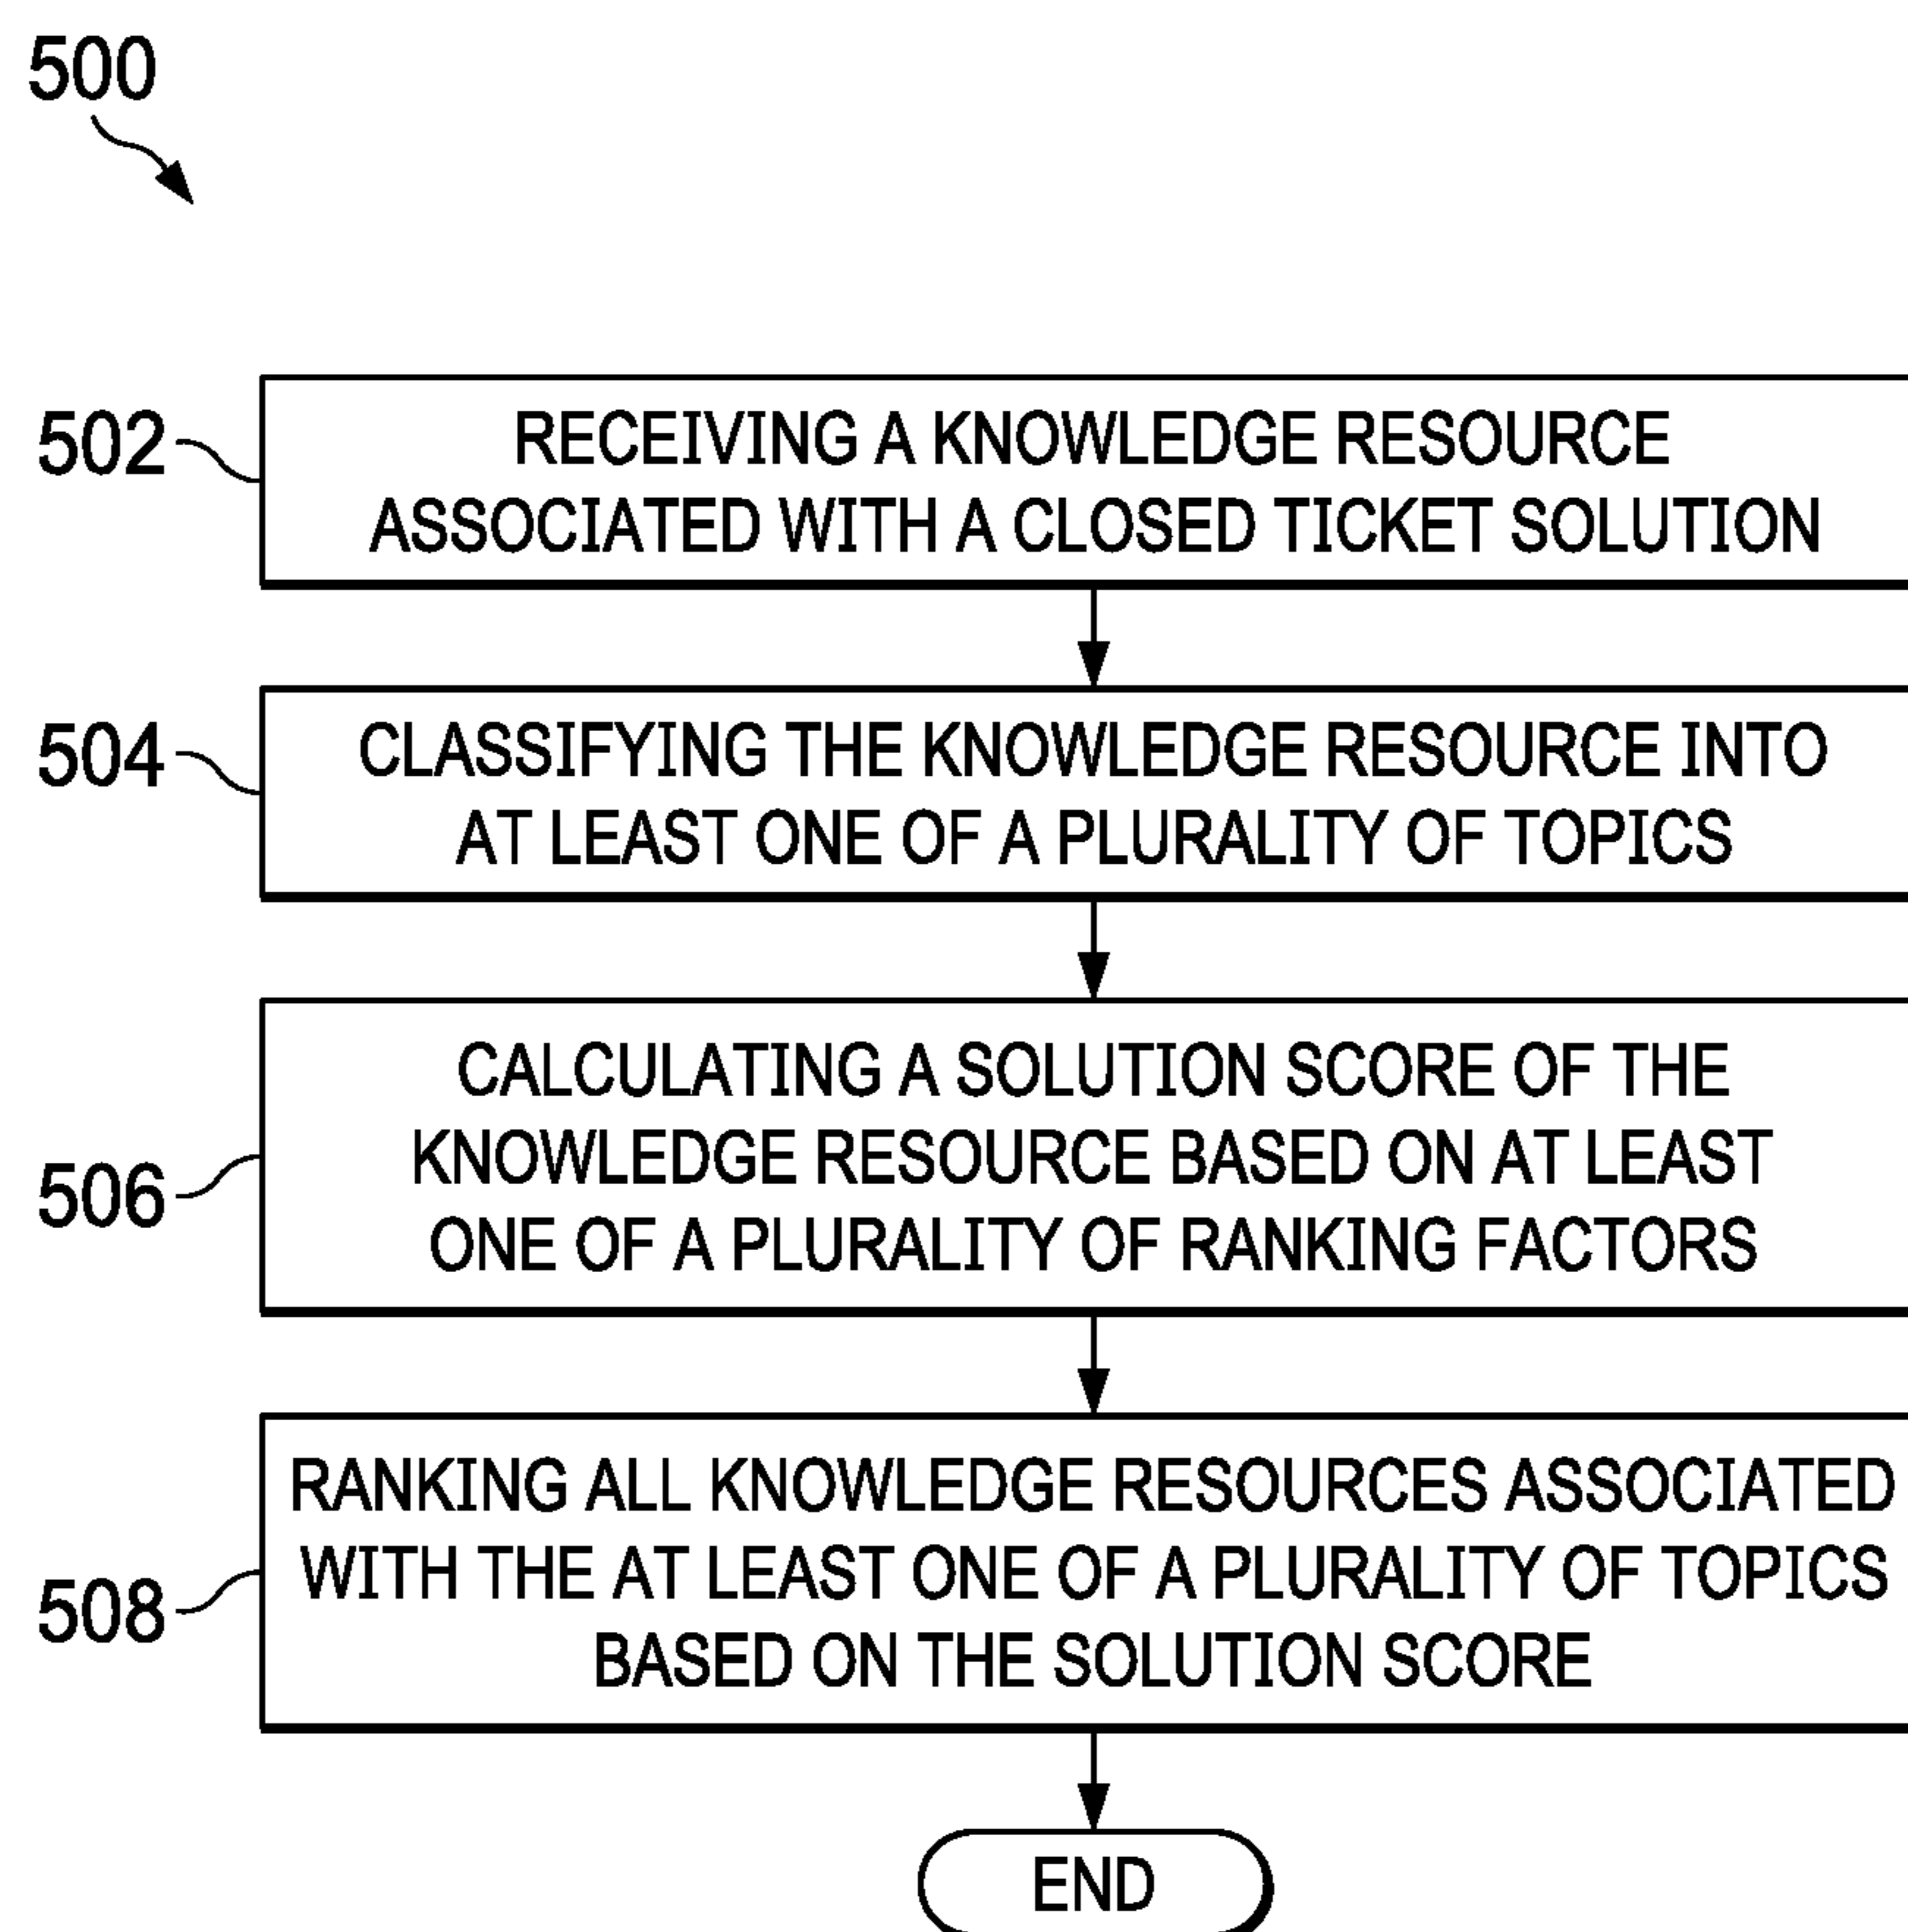 500
502
RECEIVING A KNOWLEDGE RESOURCE
ASSOCIATED WITH A CLOSED TICKET SOLUTION
504
CLASSIFYING THE KNOWLEDGE RESOURCE INTO
AT LEAST ONE OF A PLURALITY OF TOPICS
506
CALCULATING A SOLUTION SCORE OF THE
KNOWLEDGE RESOURCE BASED ON AT LEAST
ONE OF A PLURALITY OF RANKING FACTORS
508
RANKING ALL KNOWLEDGE RESOURCES ASSOCIATED
WITH THE AT LEAST ONE OF A PLURALITY OF TOPICS
BASED ON THE SOLUTION SCORE
END